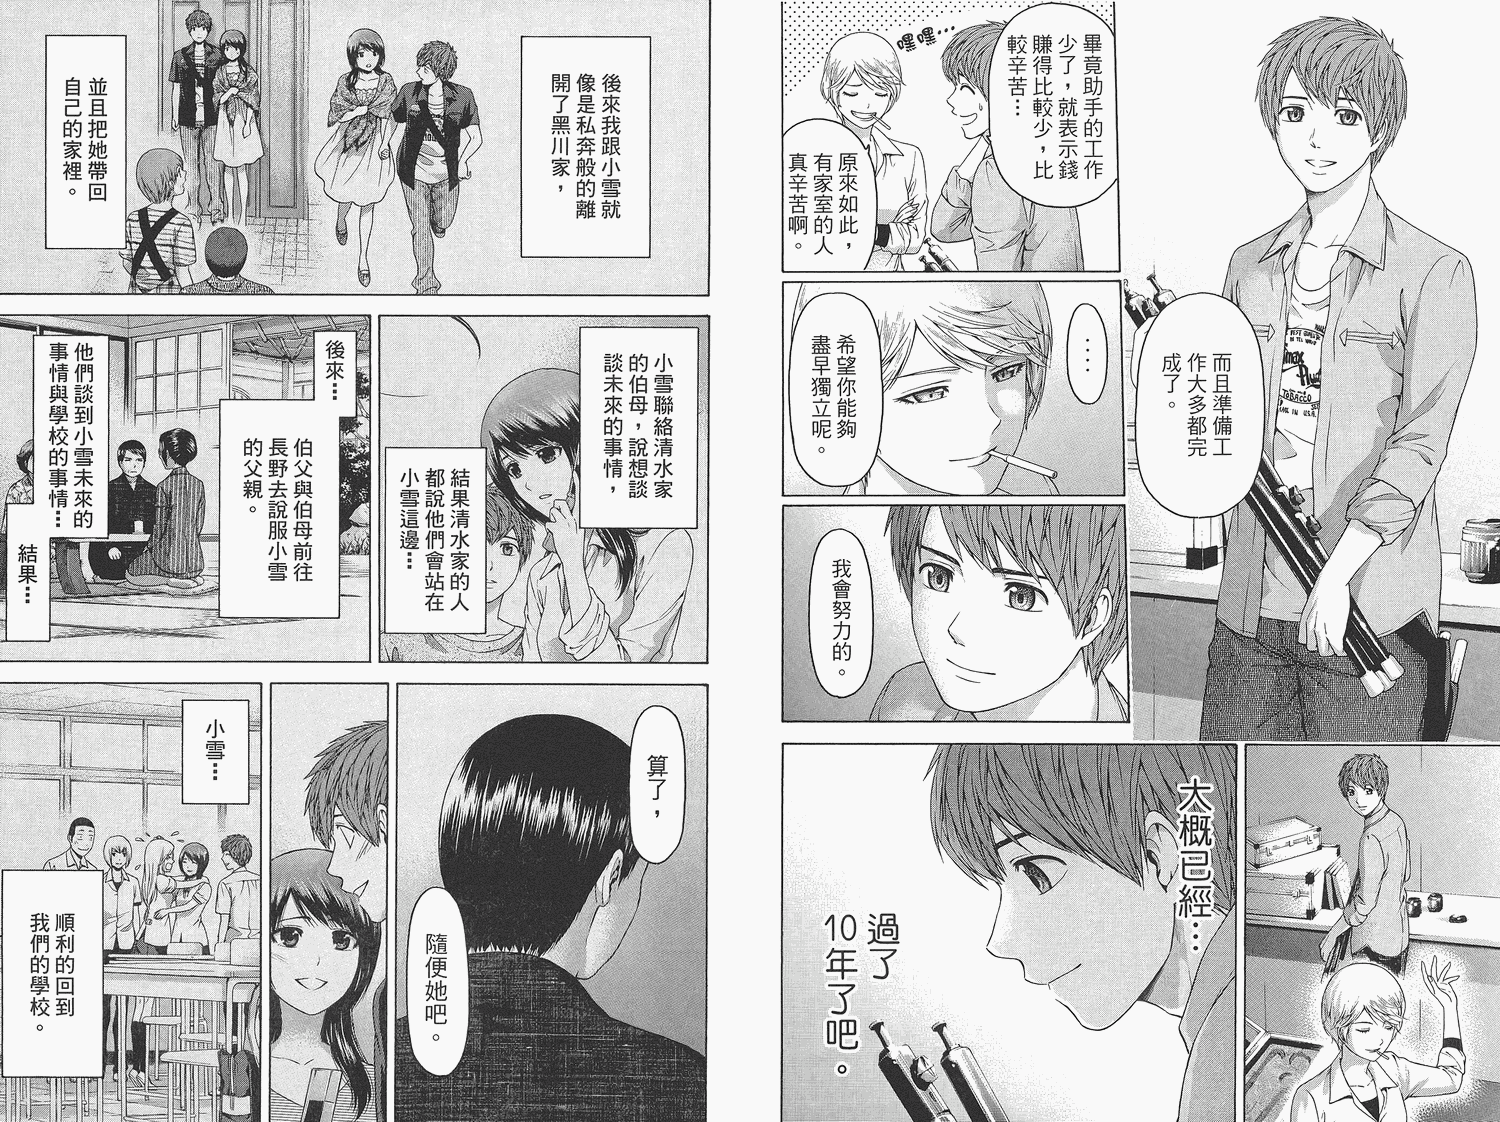 而且準備工
作大多都完
成了。
畢竟助手的工作
少了，就表示錢
賺得比較少，比
較辛苦…
嘿嘿…
原來如此，
有家室的人
真辛苦啊。
…
希望你能夠
盡早獨立呢。
我會努力的。
大概已經…
過了
10年了吧。
後來我跟小雪就
像是私奔般的離
開了黑川家，
並且把她帶回
自己的家裡。
小雪聯絡清水家
的伯母，說想談
談未來的事情，
結果清水家的人
都說他們會站在
小雪這邊…
後來…
伯父與伯母前往
長野去說服小雪
的父親。
他們談到小雪未來的
事情與學校的事情…
結果…
算了，
隨便她吧。
小雪…
順利的回到
我們的學校。